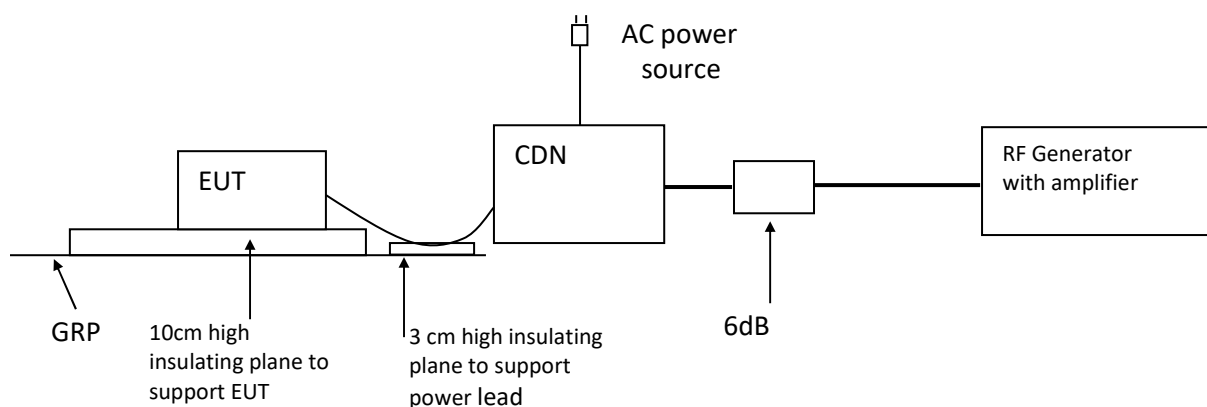 AC power
source
CDN
EUT
RF Generator
with amplifier
GRP
10cm high
insulating plane to
support EUT
3 cm high insulating
plane to support
power lead
6dB